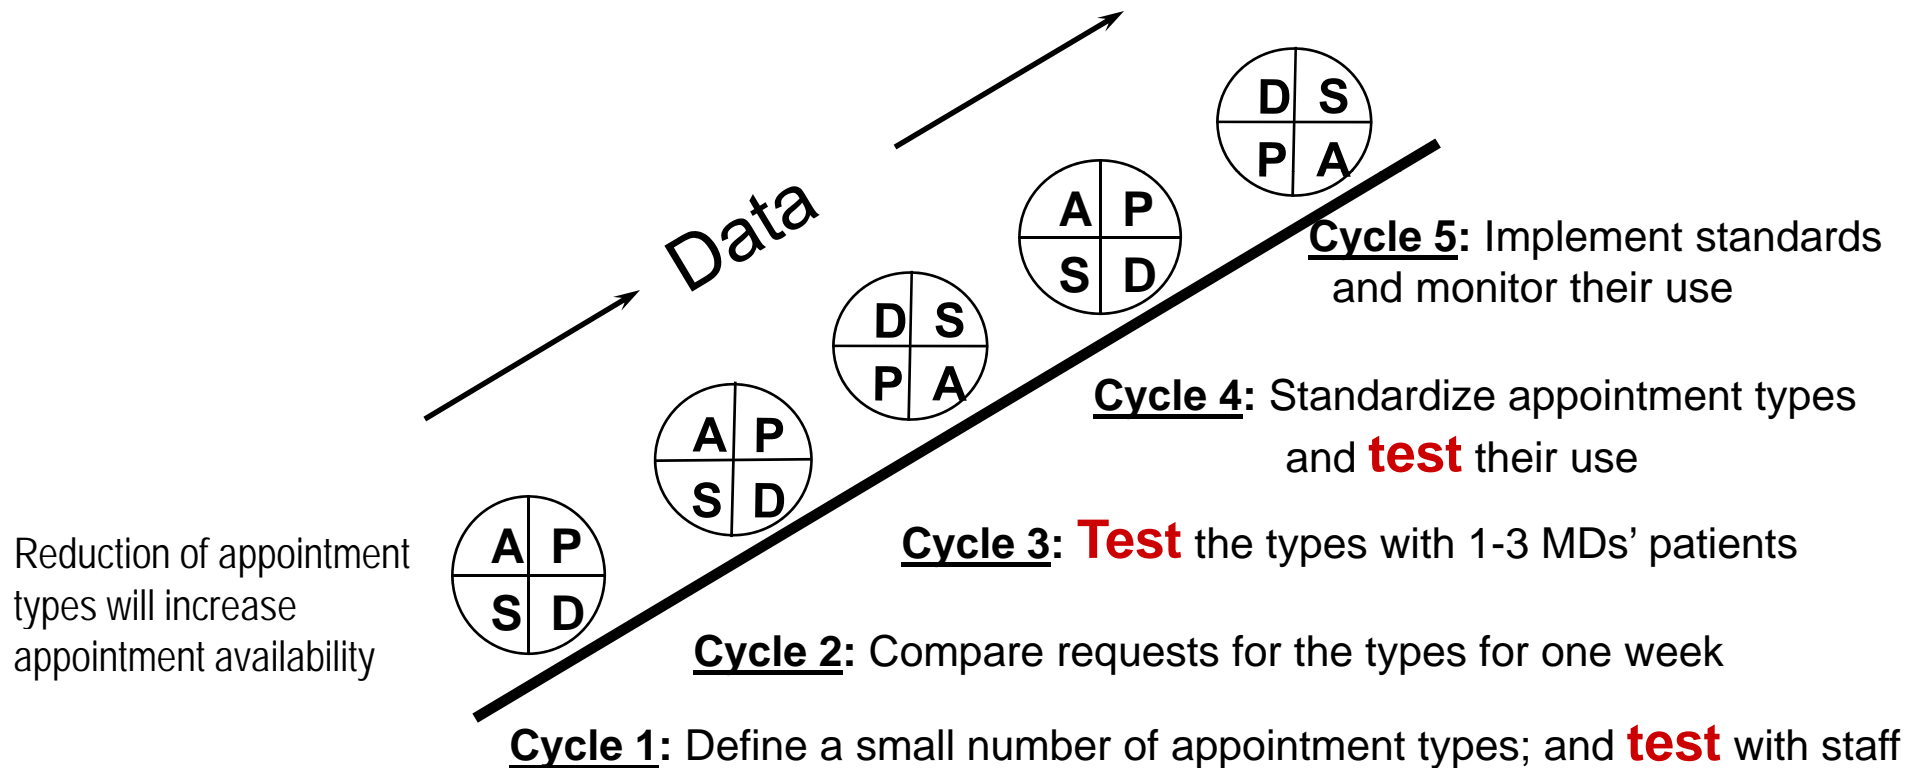 D S
P A
A P
S D
Data
D S
P A
A P
S D
A P
S D
Cycle 5: Implement standards
and monitor their use
Cycle 4: Standardize appointment types
and test their use
Cycle 3: Test the types with 1-3 MDs’ patients
Reduction of appointment
types will increase
appointment availability
Cycle 2: Compare requests for the types for one week
Cycle 1: Define a small number of appointment types; and test with staff